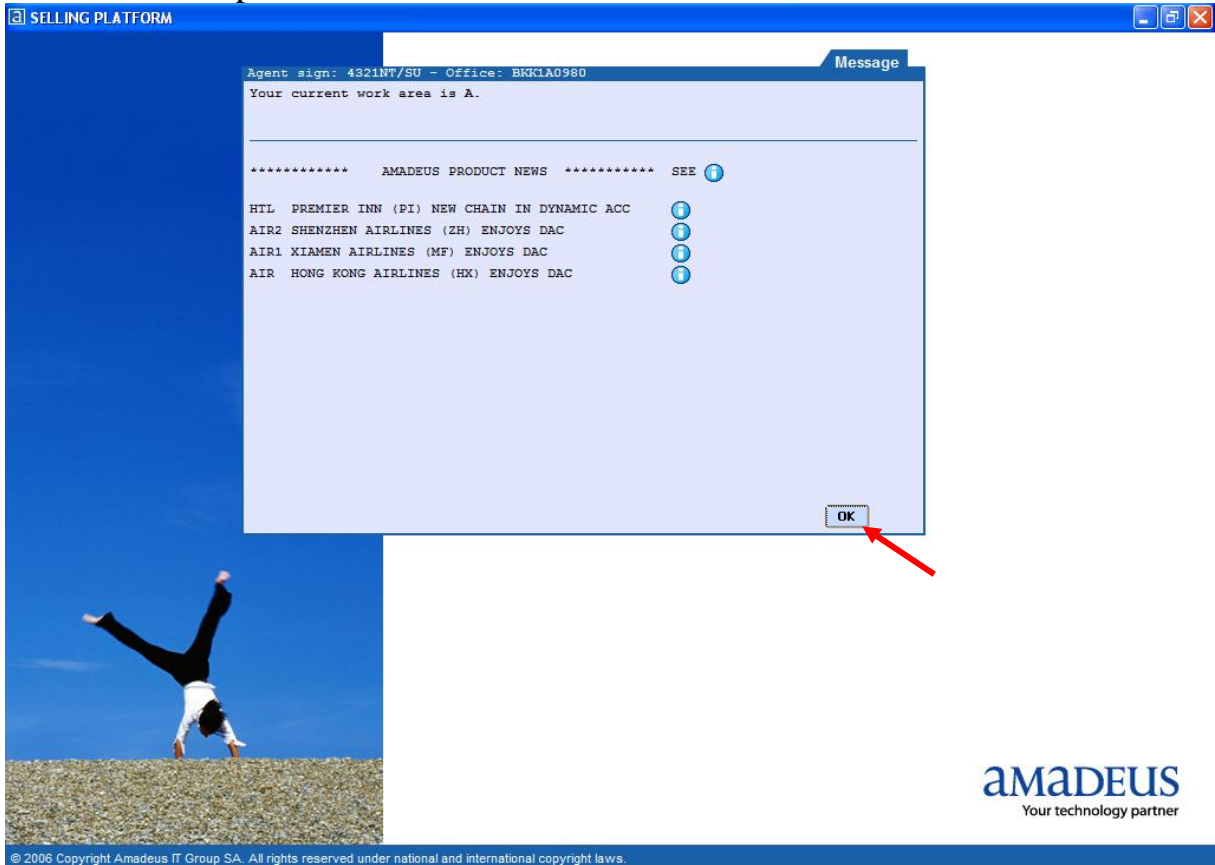 a SELLING PLATFORM
Message
Agent sign: 4321NT/SU - Office: BKK1A0980
Your current work area is A.
************ AMADEUS PRODUCT NEWS *********** SEE i
HTL PREMIER INN (PI) NEW CHAIN IN DYNAMIC ACC i
AIR2 SHENZHEN AIRLINES (ZH) ENJOYS DAC i
AIR1 XIAMEN AIRLINES (MF) ENJOYS DAC i
AIR HONG KONG AIRLINES (HX) ENJOYS DAC i
OK
amadeus
Your technology partner
© 2006 Copyright Amadeus IT Group SA. All rights reserved under national and international copyright laws.